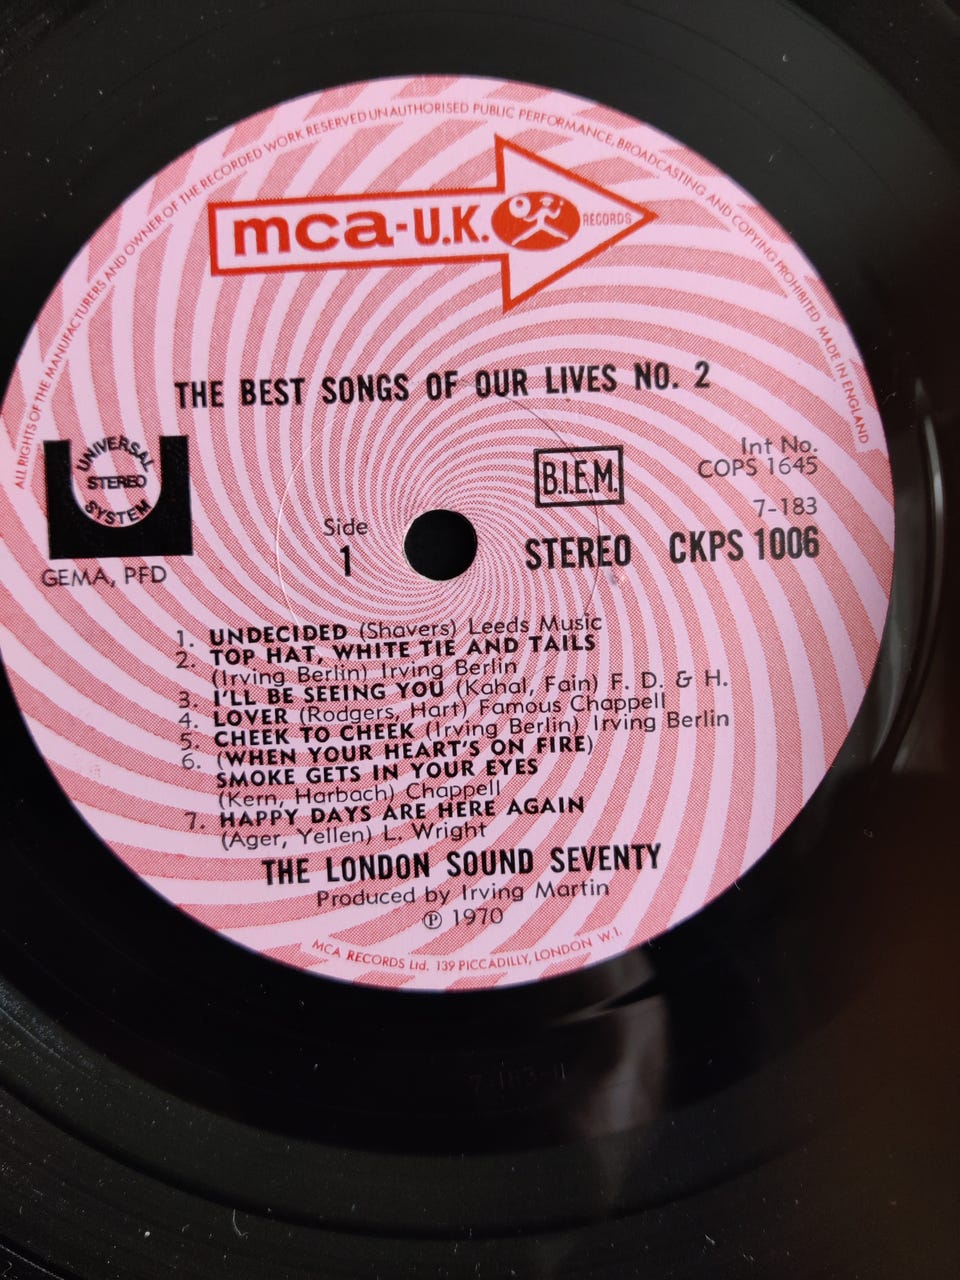 ALL RIGHTS OF THE MANUFACTURERS AND OWNER OF THE RECORDED WORK RESERVED UNAUTHORISED PUBLIC PERFORMANCE, BROADCASTING AND COPYING PROHIBITED MADE IN ENGLAND
mca-U.K. RECORDS
THE BEST SONGS OF OUR LIVES NO. 2
UNIVERSAL
STEREO
SYSTEM
GEMA, PFD
Side
1
B.I.E.M.
STEREO
Int No.
COPS 1645
7-183
CKPS 1006
1. UNDECIDED (Shavers) Leeds Music
2. TOP HAT, WHITE TIE AND TAILS
(Irving Berlin) Irving Berlin
3. I'LL BE SEEING YOU (Kahal, Fain) F. D. & H.
4. LOVER (Rodgers, Hart) Famous Chappell
5. CHEEK TO CHEEK (Irving Berlin) Irving Berlin
6. (WHEN YOUR HEART'S ON FIRE)
SMOKE GETS IN YOUR EYES
(Kern, Harbach) Chappell
7. HAPPY DAYS ARE HERE AGAIN
(Ager, Yellen) L. Wright
THE LONDON SOUND SEVENTY
Produced by Irving Martin
℗ 1970
MCA RECORDS Ltd. 139 PICCADILLY, LONDON W.1.